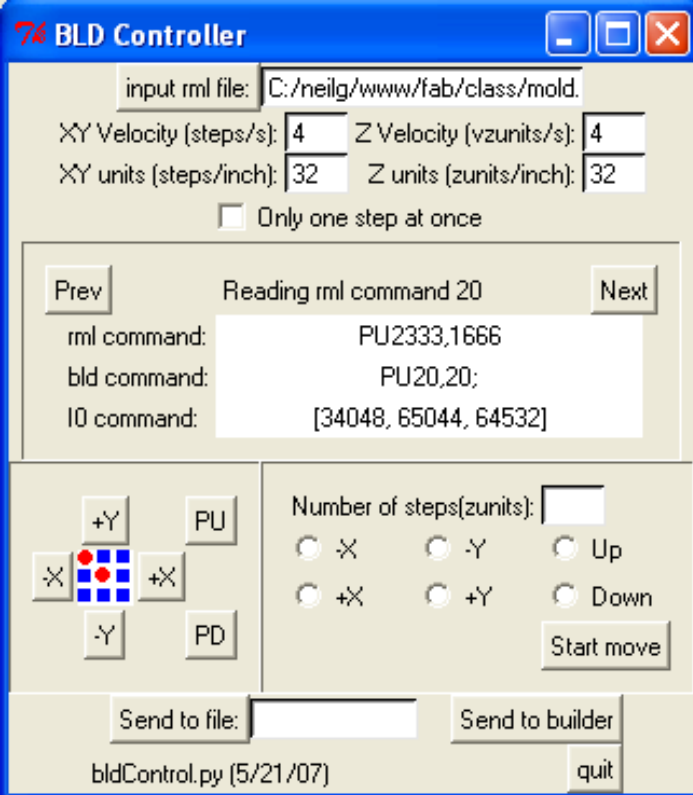 7k BLD Controller
input rml file: C:/neilg/www/fab/class/mold.
XY Velocity (steps/s): 4 Z Velocity (vzunits/s): 4
XY units (steps/inch): 32 Z units (zunits/inch): 32
Only one step at once
Prev Reading rml command 20 Next
rml command: PU2333,1666
bld command: PU20,20;
I0 command: [34048, 65044, 64532]
+Y PU
-X +X
-Y PD
Number of steps(zunits):
-X -Y Up
+X +Y Down
Start move
Send to file: Send to builder
bldControl.py (5/21/07) quit